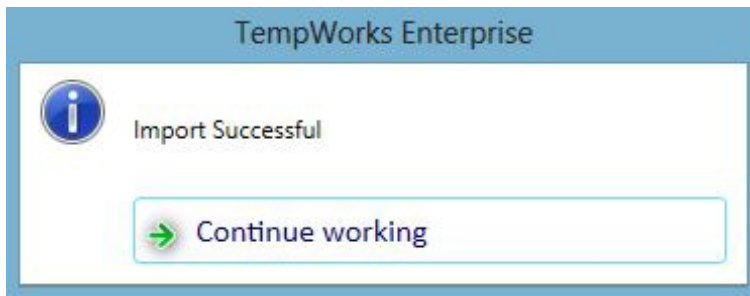 TempWorks Enterprise
Import Successful
Continue working